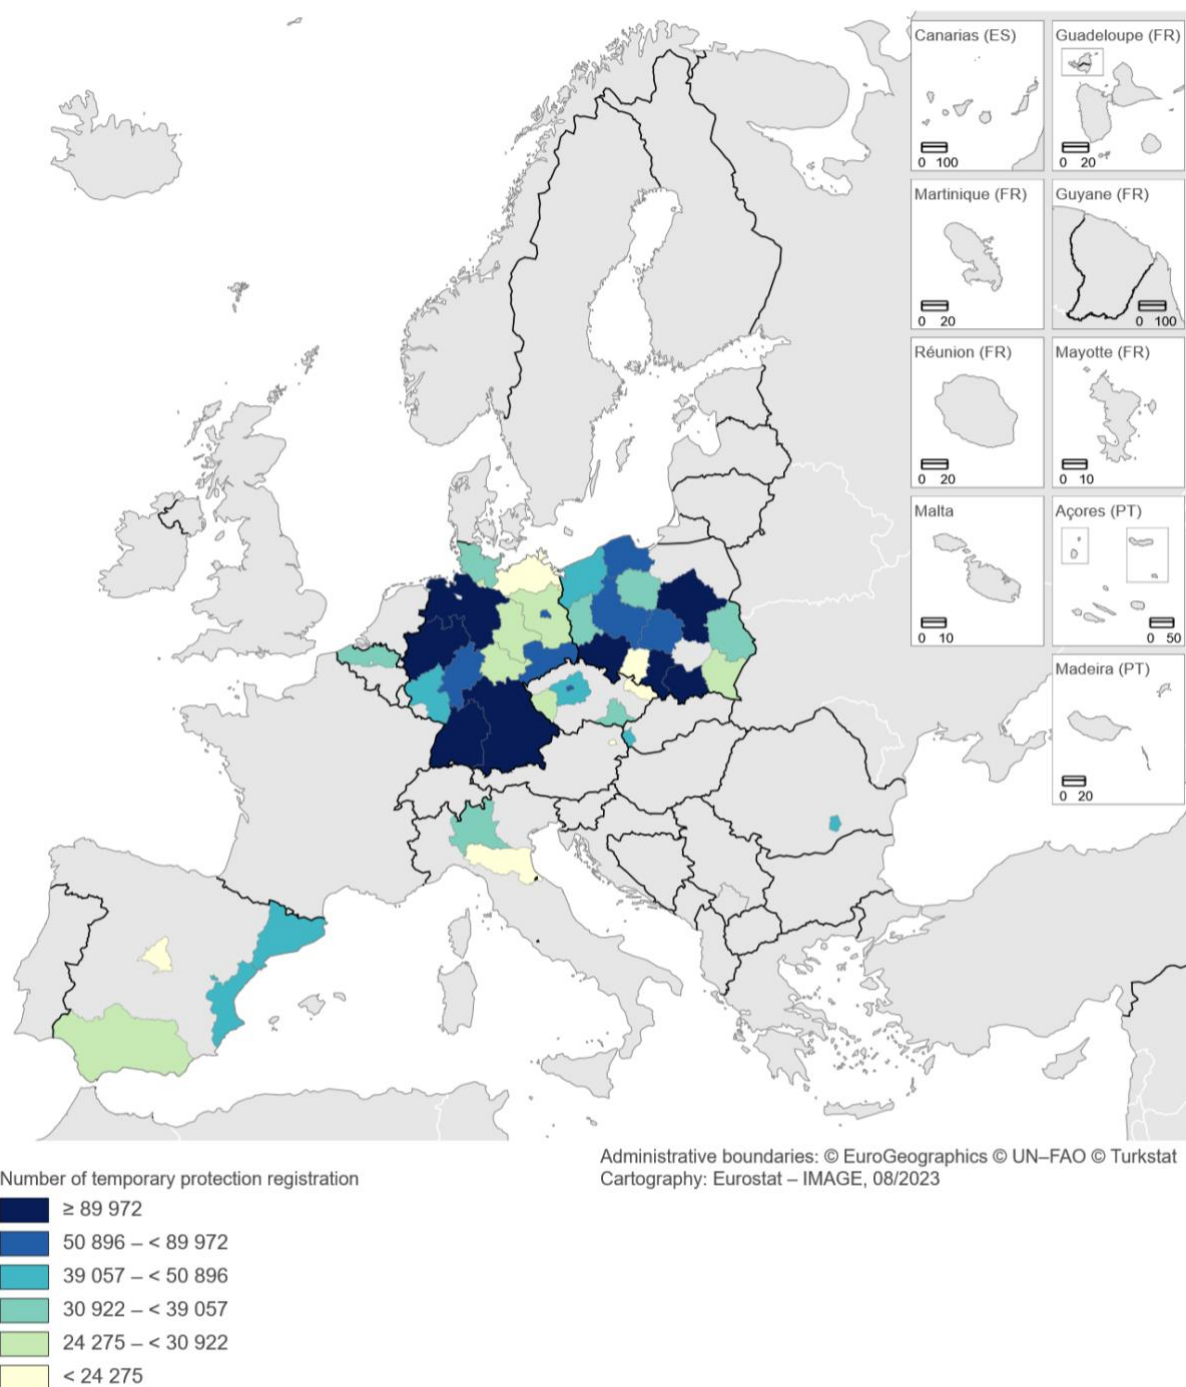 Canarias (ES)
0 100
Guadeloupe (FR)
0 20
Martinique (FR)
0 20
Guyane (FR)
0 100
Réunion (FR)
0 20
Mayotte (FR)
0 10
Malta
0 10
Açores (PT)
0 50
Madeira (PT)
0 20
Administrative boundaries: © EuroGeographics © UN–FAO © Turkstat
Cartography: Eurostat – IMAGE, 08/2023
Number of temporary protection registration
≥ 89 972
50 896 – < 89 972
39 057 – < 50 896
30 922 – < 39 057
24 275 – < 30 922
< 24 275